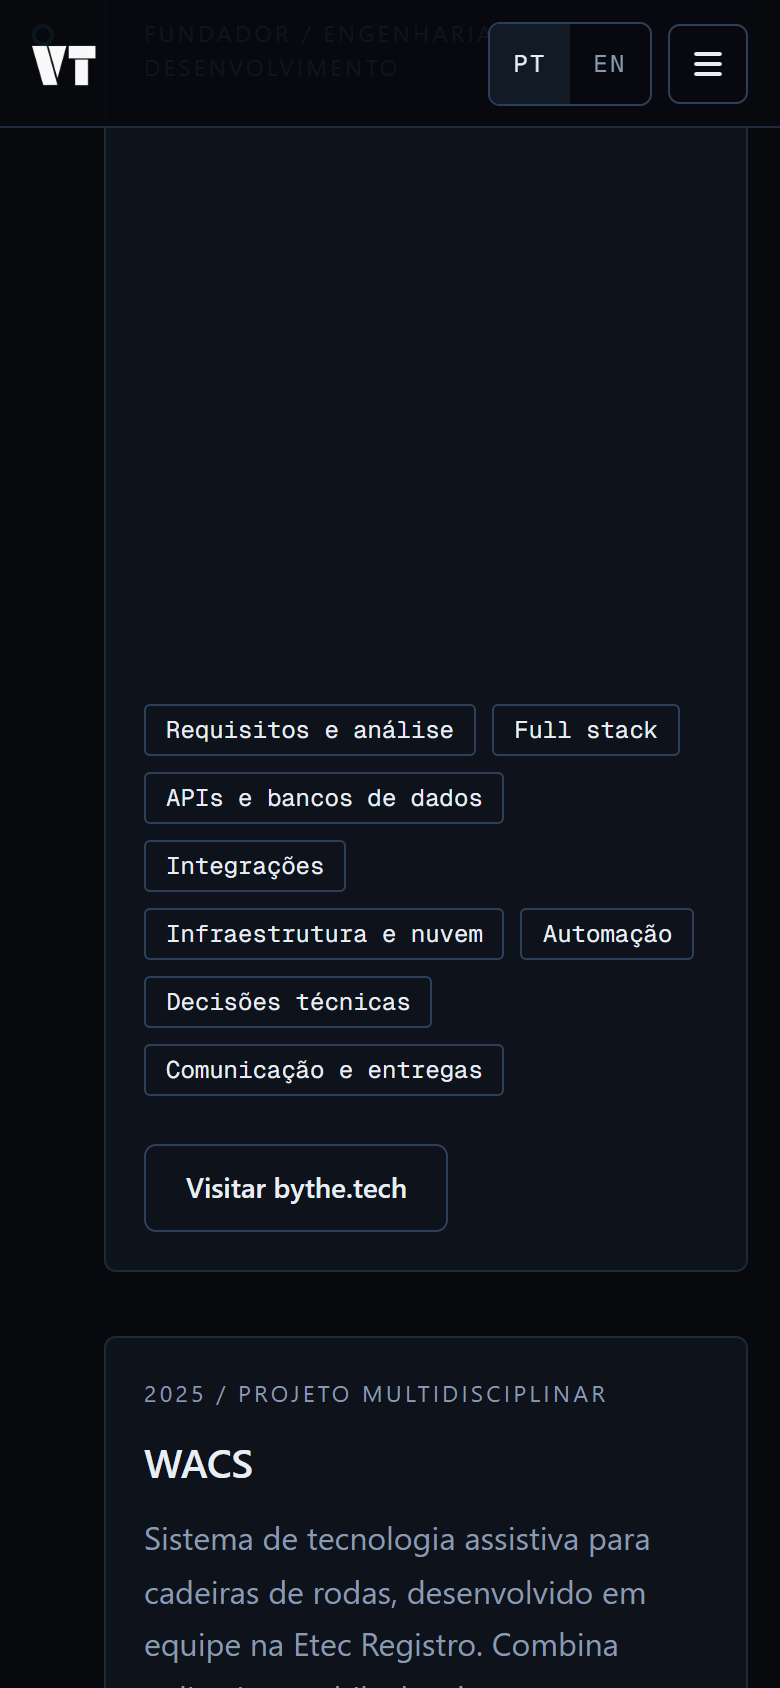 FUNDADOR / ENGENHARIA
DESENVOLVIMENTO
VT
PT
EN
Requisitos e análise
Full stack
APIs e bancos de dados
Integrações
Infraestrutura e nuvem
Automação
Decisões técnicas
Comunicação e entregas
Visitar bythe.tech
2025 / PROJETO MULTIDISCIPLINAR
WACS
Sistema de tecnologia assistiva para
cadeiras de rodas, desenvolvido em
equipe na Etec Registro. Combina